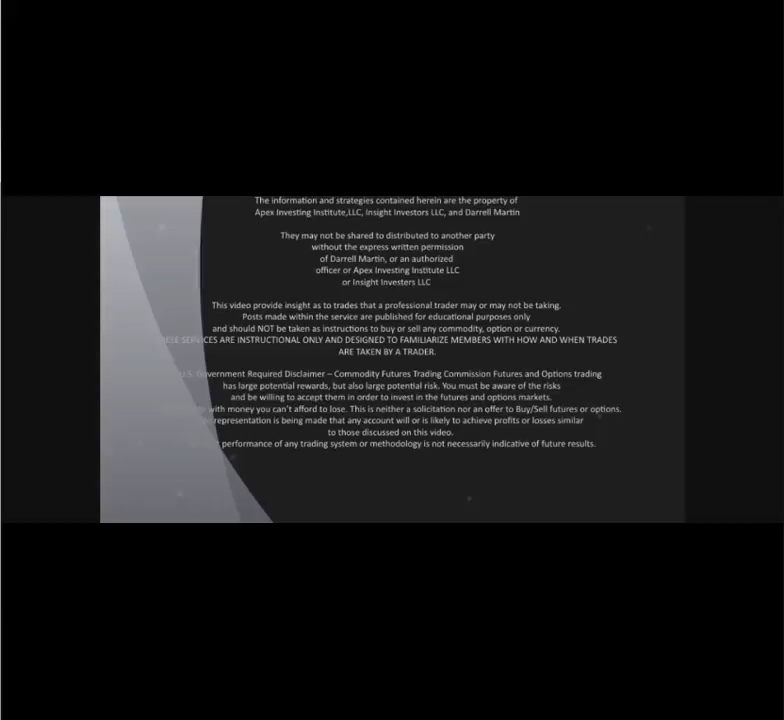 The information and strategies contained herein are the property of
Apex Investing Institute,LLC, Insight Investors LLC, and Darrell Martin
They may not be shared to distributed to another party
without the express written permission
of Darrell Martin, or an authorized
officer or Apex Investing Institute LLC
or Insight Investers LLC
This video provide insight as to trades that a professional trader may or may not be taking.
Posts made within the service are published for educational purposes only
and should NOT be taken as instructions to buy or sell any commodity, option or currency.
SERVICES ARE INSTRUCTIONAL ONLY AND DESIGNED TO FAMILIARIZE MEMBERS WITH HOW AND WHEN TRADES
ARE TAKEN BY A TRADER.
U.S. Government Required Disclaimer – Commodity Futures Trading Commission Futures and Options trading
has large potential rewards, but also large potential risk. You must be aware of the risks
and be willing to accept them in order to invest in the futures and options markets.
with money you can't afford to lose. This is neither a solicitation nor an offer to Buy/Sell futures or options.
representation is being made that any account will or is likely to achieve profits or losses similar
to those discussed on this video.
performance of any trading system or methodology is not necessarily indicative of future results.